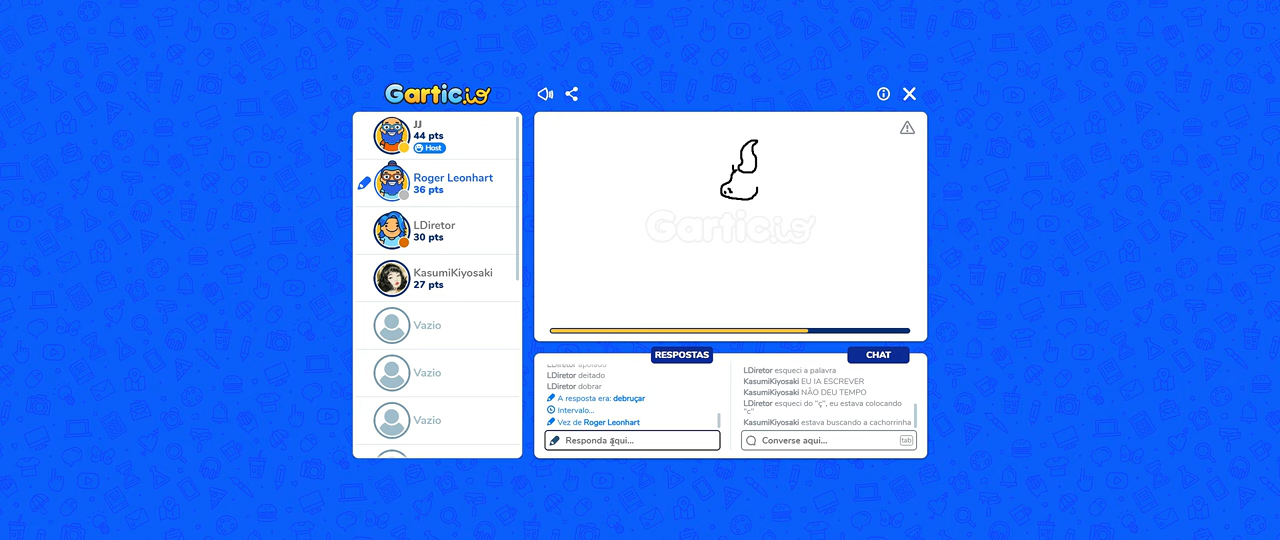 Gartic.io
JJ
44 pts
Host
Roger Leonhart
36 pts
LDiretor
30 pts
KasumiKiyosaki
27 pts
Vazio
Vazio
Vazio
Gartic.io
RESPOSTAS
LDiretor apoiado
LDiretor deitado
LDiretor dobrar
A resposta era: debruçar
Intervalo...
Vez de Roger Leonhart
Responda aqui...
CHAT
LDiretor esqueci a palavra
KasumiKiyosaki EU IA ESCREVER
KasumiKiyosaki NÃO DEU TEMPO
LDiretor esqueci do "ç", eu estava colocando
"c"
KasumiKiyosaki estava buscando a cachorrinha
Converse aqui...
tab